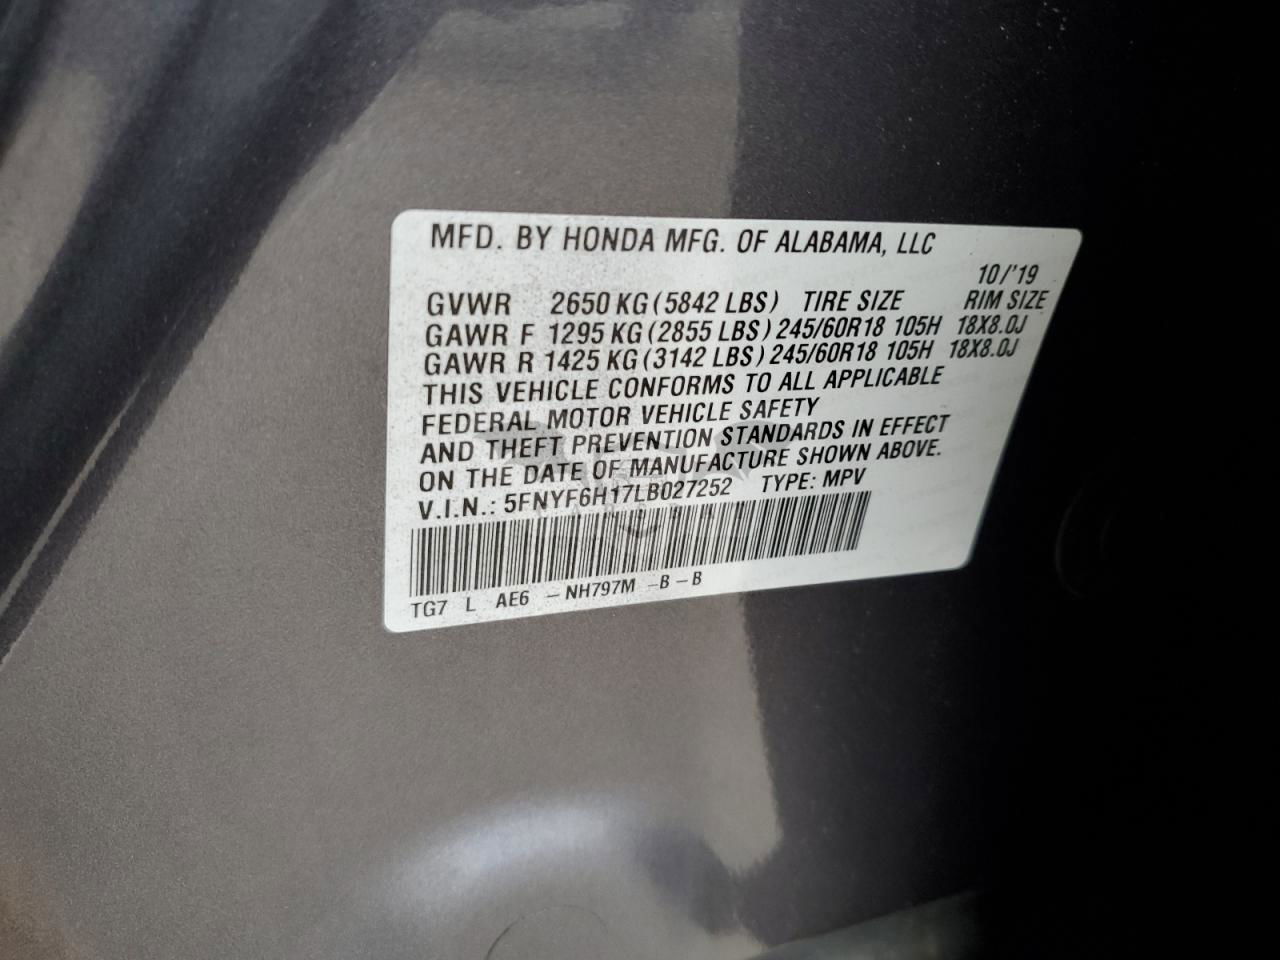 MFD. BY HONDA MFG. OF ALABAMA, LLC
10/'19
GVWR 2650 KG (5842 LBS) TIRE SIZE RIM SIZE
GAWR F 1295 KG (2855 LBS) 245/60R18 105H 18X8.0J
GAWR R 1425 KG (3142 LBS) 245/60R18 105H 18X8.0J
THIS VEHICLE CONFORMS TO ALL APPLICABLE
FEDERAL MOTOR VEHICLE SAFETY
AND THEFT PREVENTION STANDARDS IN EFFECT
ON THE DATE OF MANUFACTURE SHOWN ABOVE.
V.I.N.: 5FNYF6H17LB027252 TYPE: MPV
TG7 L AE6 – NH797M – B – B